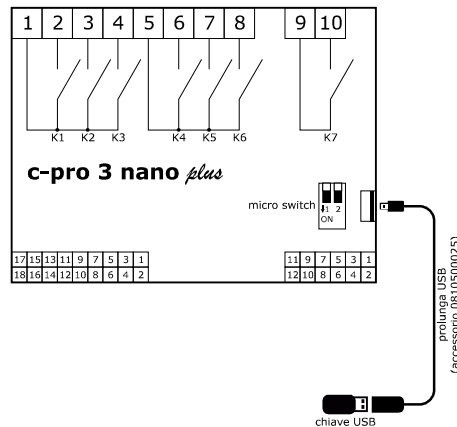 1 2 3 4 5 6 7 8 9 10
K1 K2 K3 K4 K5 K6 K7
c-pro 3 nano plus
micro switch
1 2
ON
17 15 13 11 9 7 5 3 1
18 16 14 12 10 8 6 4 2
11 9 7 5 3 1
12 10 8 6 4 2
prolunga USB
(accessorio 0810500025)
chiave USB